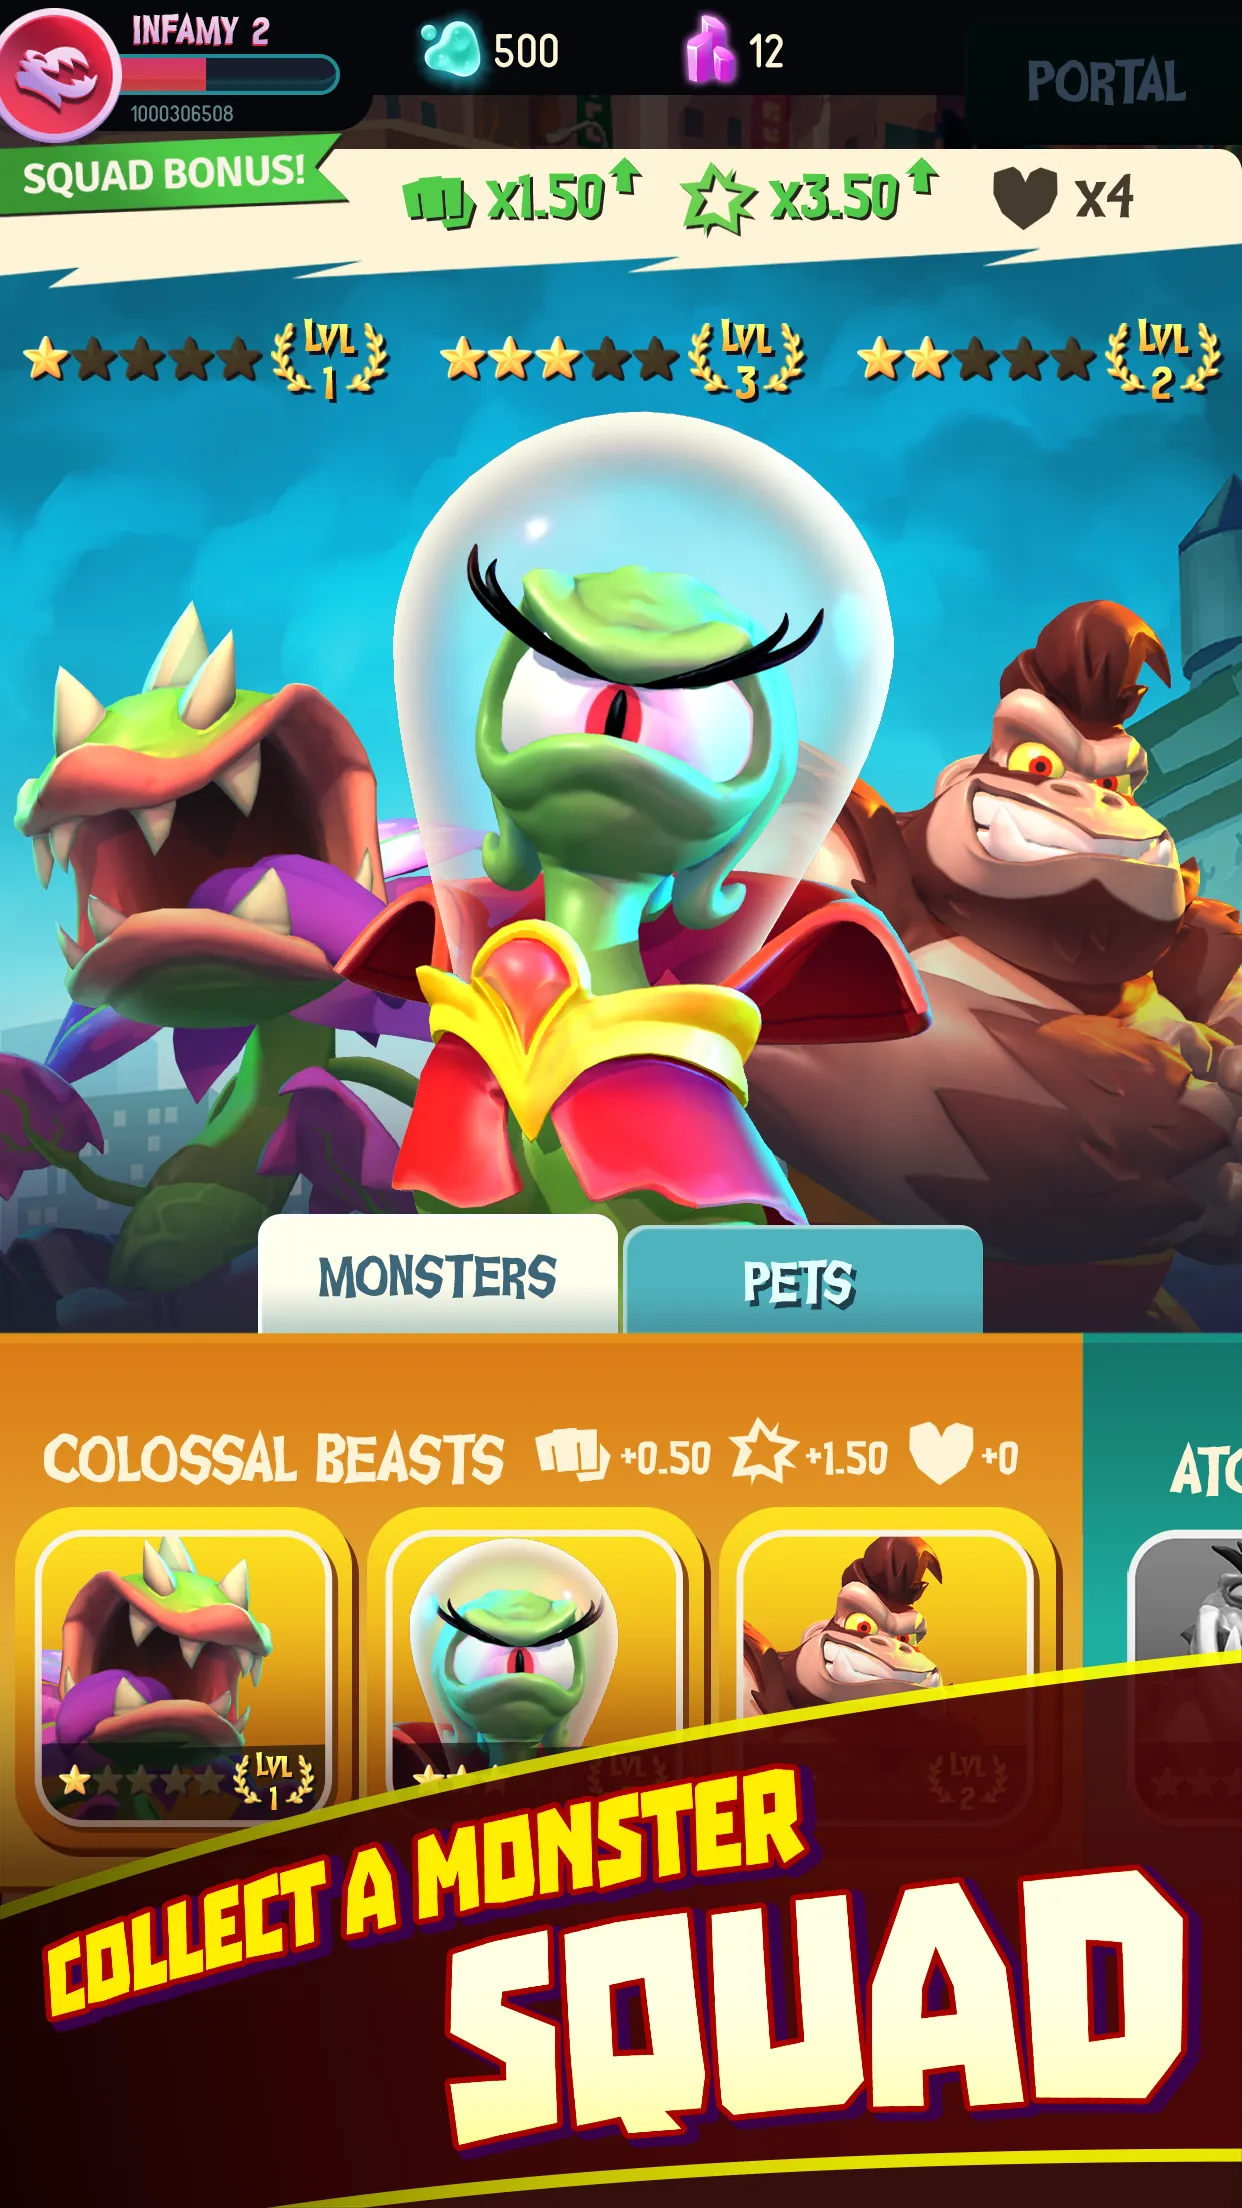 INFAMY 2
500
12
PORTAL
1000306508
SQUAD BONUS!
X1.50
X3.50
X4
LVL
1
LVL
3
LVL
2
MONSTERS
PETS
COLOSSAL BEASTS
+0.50
+1.50
+0
LVL
1
LVL
LVL
2
COLLECT A MONSTER
SQUAD